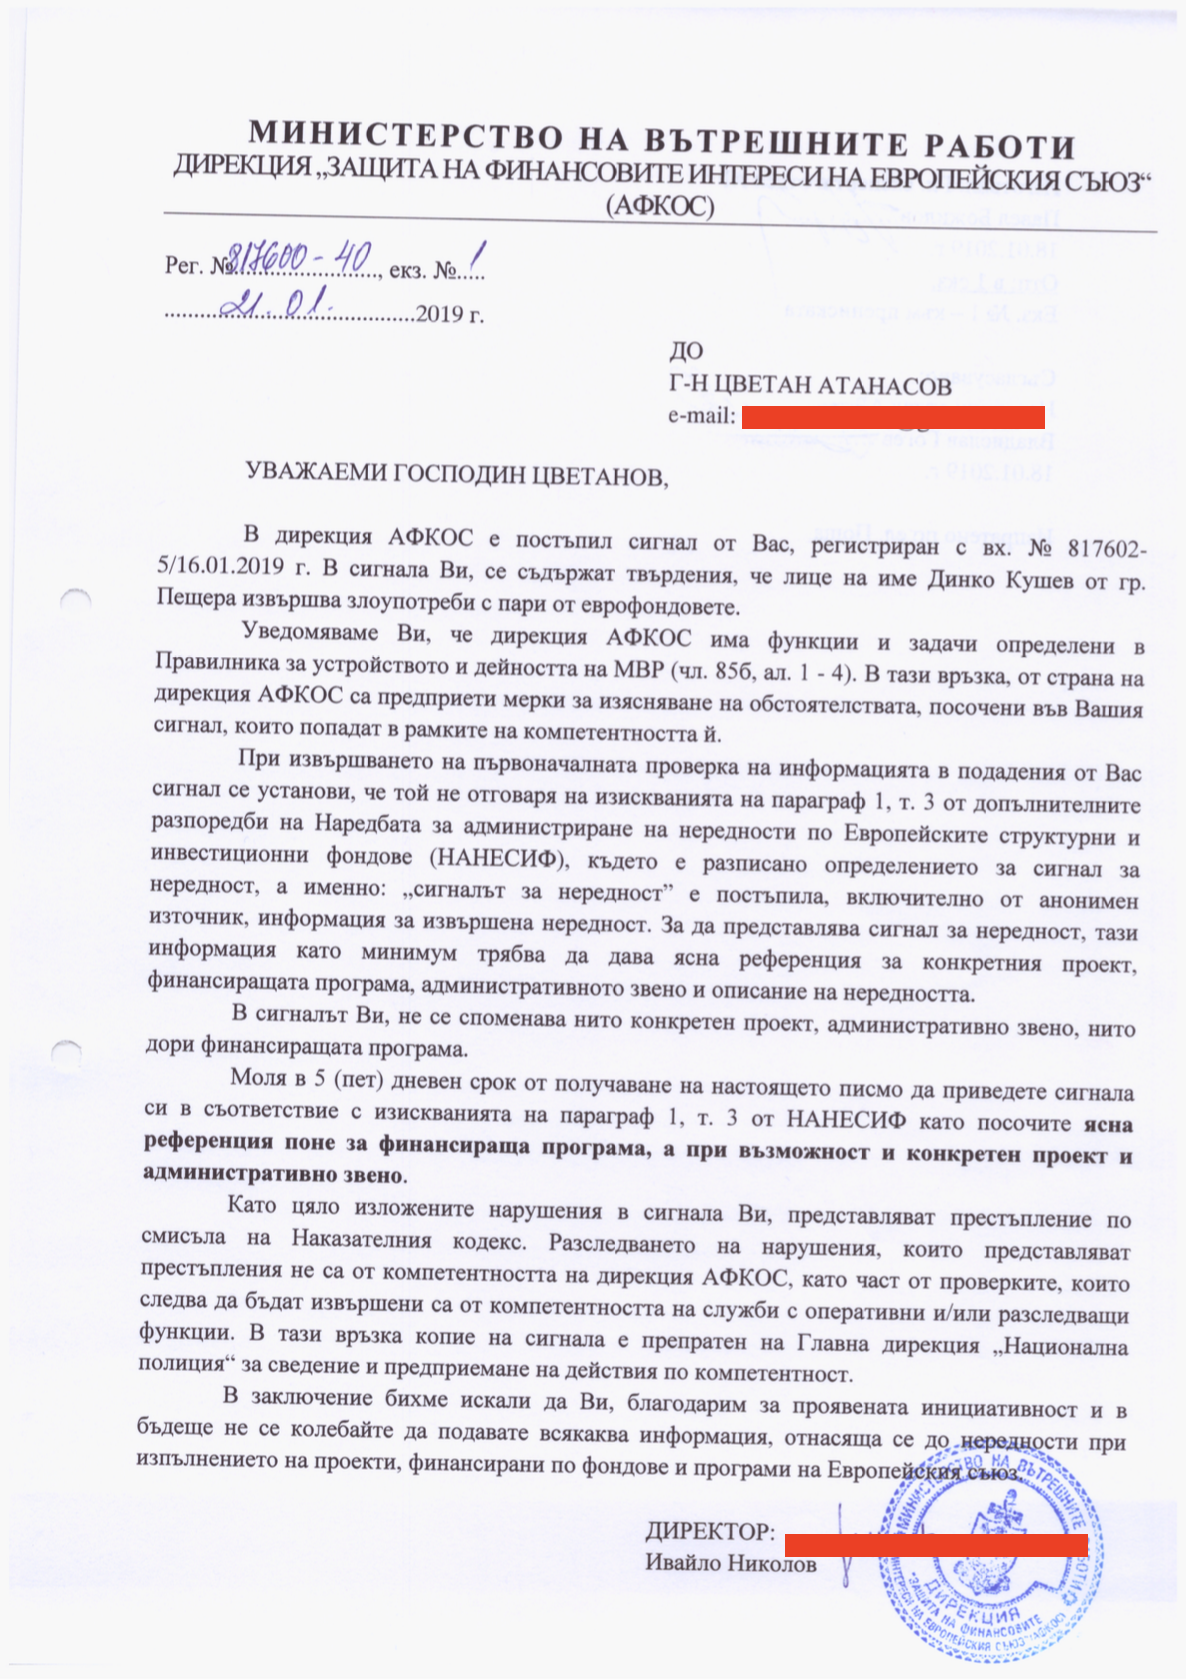 МИНИСТЕРСТВО НА ВЪТРЕШНИТЕ РАБОТИ
ДИРЕКЦИЯ „ЗАЩИТА НА ФИНАНСОВИТЕ ИНТЕРЕСИ НА ЕВРОПЕЙСКИЯ СЪЮЗ“
(АФКОС)
Рег. №817600-40, екз. №1
21.01.2019 г.
ДО
Г-Н ЦВЕТАН АТАНАСОВ
e-mail:
УВАЖАЕМИ ГОСПОДИН ЦВЕТАНОВ,
В дирекция АФКОС е постъпил сигнал от Вас, регистриран с вх. № 817602-
5/16.01.2019 г. В сигнала Ви, се съдържат твърдения, че лице на име Динко Кушев от гр.
Пещера извършва злоупотреби с пари от еврофондовете.
Уведомяваме Ви, че дирекция АФКОС има функции и задачи определени в
Правилника за устройството и дейността на МВР (чл. 85б, ал. 1 - 4). В тази връзка, от страна на
дирекция АФКОС са предприети мерки за изясняване на обстоятелствата, посочени във Вашия
сигнал, които попадат в рамките на компетентността й.
При извършването на първоначалната проверка на информацията в подадения от Вас
сигнал се установи, че той не отговаря на изискванията на параграф 1, т. 3 от допълнителните
разпоредби на Наредбата за администриране на нередности по Европейските структурни и
инвестиционни фондове (НАНЕСИФ), където е разписано определението за сигнал за
нередност, а именно: „сигналът за нередност” е постъпила, включително от анонимен
източник, информация за извършена нередност. За да представлява сигнал за нередност, тази
информация като минимум трябва да дава ясна референция за конкретния проект,
финансиращата програма, административното звено и описание на нередността.
В сигналът Ви, не се споменава нито конкретен проект, административно звено, нито
дори финансиращата програма.
Моля в 5 (пет) дневен срок от получаване на настоящето писмо да приведете сигнала
си в съответствие с изискванията на параграф 1, т. 3 от НАНЕСИФ като посочите ясна
референция поне за финансираща програма, а при възможност и конкретен проект и
административно звено.
Като цяло изложените нарушения в сигнала Ви, представляват престъпление по
смисъла на Наказателния кодекс. Разследването на нарушения, които представляват
престъпления не са от компетентността на дирекция АФКОС, като част от проверките, които
следва да бъдат извършени са от компетентността на служби с оперативни и/или разследващи
функции. В тази връзка копие на сигнала е препратен на Главна дирекция „Национална
полиция“ за сведение и предприемане на действия по компетентност.
В заключение бихме искали да Ви, благодарим за проявената инициативност и в
бъдеще не се колебайте да подавате всякаква информация, отнасяща се до нередности при
изпълнението на проекти, финансирани по фондове и програми на Европейския съюз.
ДИРЕКТОР:
Ивайло Николов
МИНИСТЕРСТВО НА ВЪТРЕШНИТЕ
ДИРЕКЦИЯ
"ЗАЩИТА НА ФИНАНСОВИТЕ
ИНТЕРЕСИ НА ЕВРОПЕЙСКИЯ СЪЮЗ" (АФКОС)